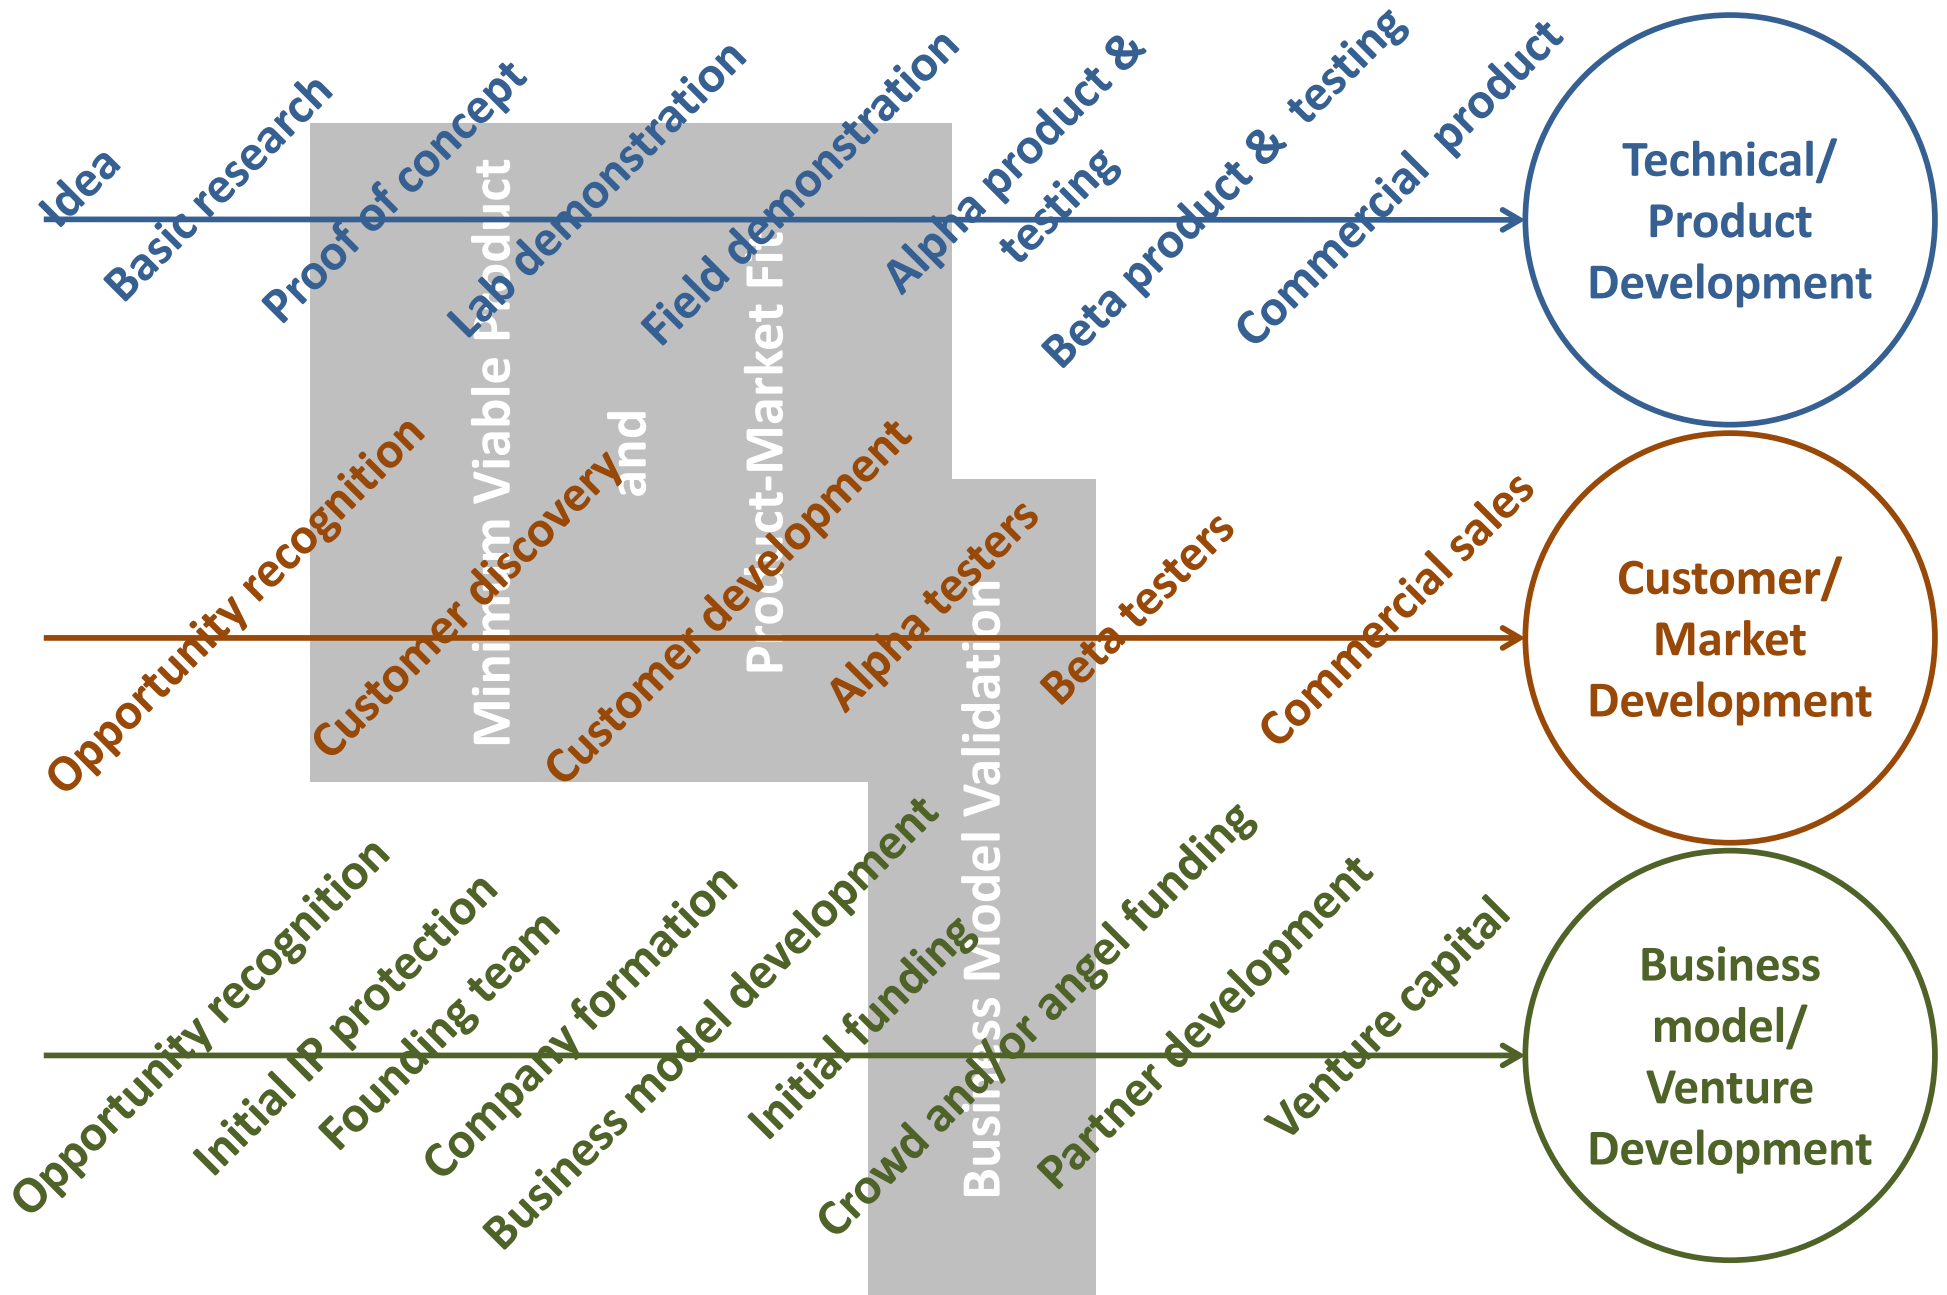 Idea
Basic research
Proof of concept
Lab demonstration
Field demonstration
Alpha product &
testing
Beta product & testing
Commercial product
Technical/
Product
Development
Minimum Viable Product
and
Product-Market Fit
Opportunity recognition
Customer discovery
Customer development
Alpha testers
Beta testers
Commercial sales
Customer/
Market
Development
Business Model Validation
Opportunity recognition
Initial IP protection
Founding team
Company formation
Business model development
Initial funding
Crowd and/or angel funding
Partner development
Venture capital
Business
model/
Venture
Development